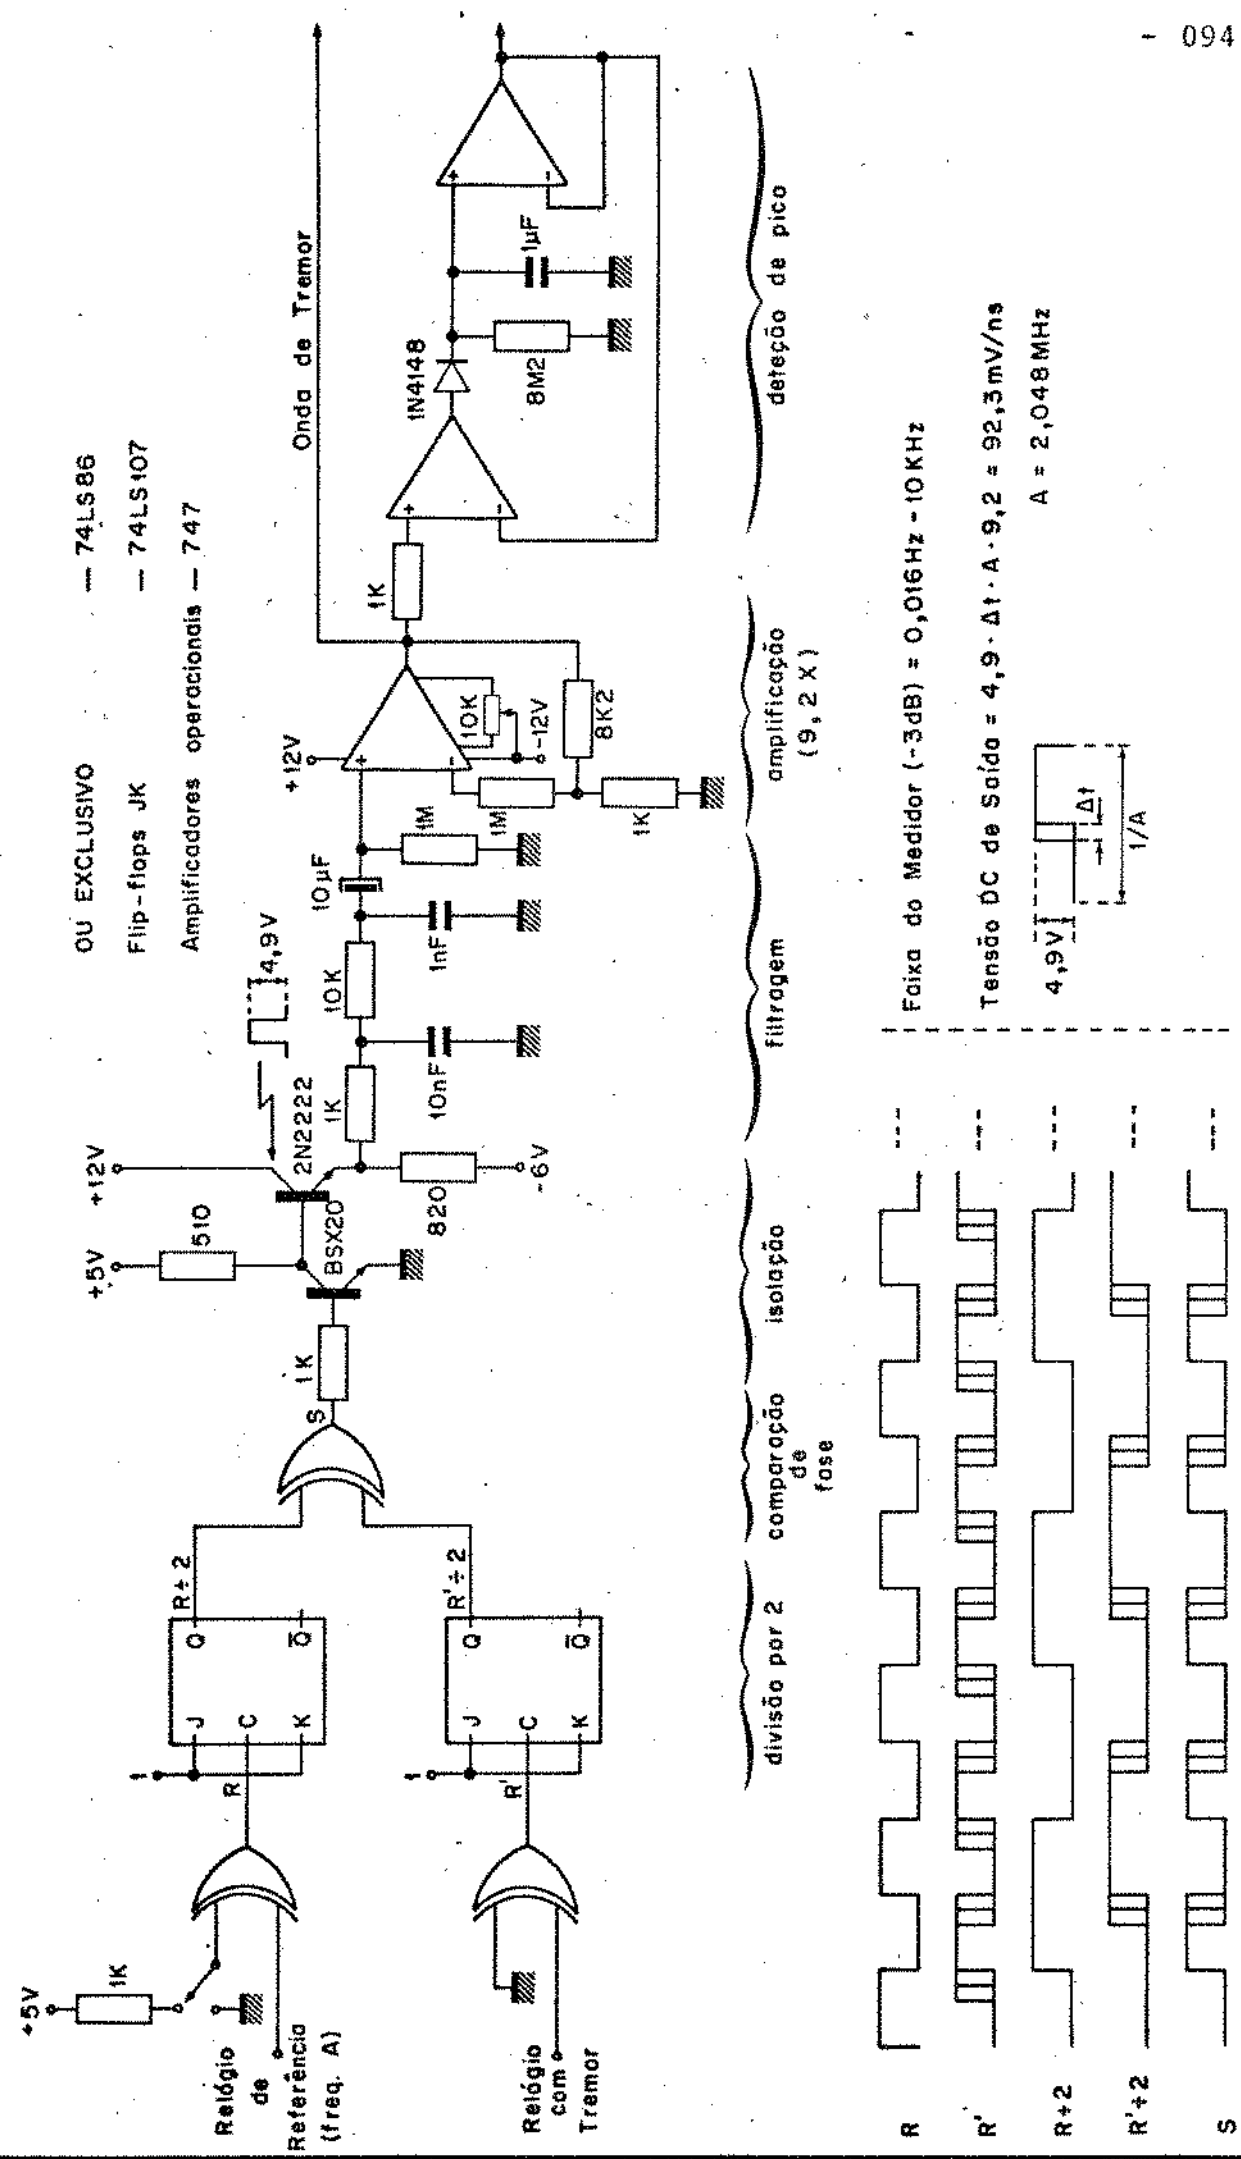 - 094
OU EXCLUSIVO — 74LS86
Flip-flops JK — 74LS107
Amplificadores operacionais — 747
Onda de Tremor
+5V
1K
Relógio
de
Referência
(freq. A)
Relógio
com
Tremor
R
R'
1
J
C
K
Q
Q̅
R÷2
1
J
C
K
Q
Q̅
R'÷2
S
1K
+5V
510
BSX20
+12V
2N2222
4,9V
820
-6V
1K
10nF
10K
1nF
10µF
1M
1M
1K
8K2
+12V
+
-
10K
-12V
1K
+
-
1N4148
8M2
1µF
+
-
divisão por 2
comparação
de
fase
isolação
filtragem
amplificação
(9,2 X)
deteção de pico
R
R'
R÷2
R'÷2
S
Faixa do Medidor (-3dB) = 0,016Hz - 10KHz
Tensão DC de Saída = 4,9 · Δt · A · 9,2 = 92,3mV/ns
A = 2,048MHz
4,9V
Δt
1/A